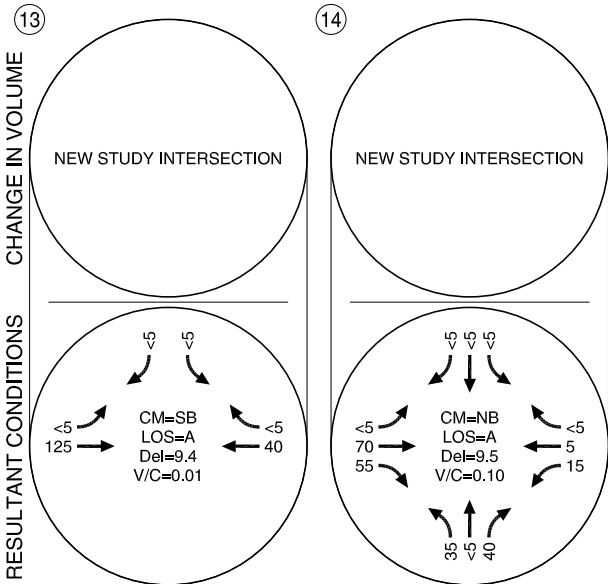 13
14
CHANGE IN VOLUME
NEW STUDY INTERSECTION
NEW STUDY INTERSECTION
RESULTANT CONDITIONS
<5 <5
<5
125
CM=SB
LOS=A
Del=9.4
V/C=0.01
<5
40
<5 <5 <5
<5
70
55
CM=NB
LOS=A
Del=9.5
V/C=0.10
<5
5
15
35 <5 40